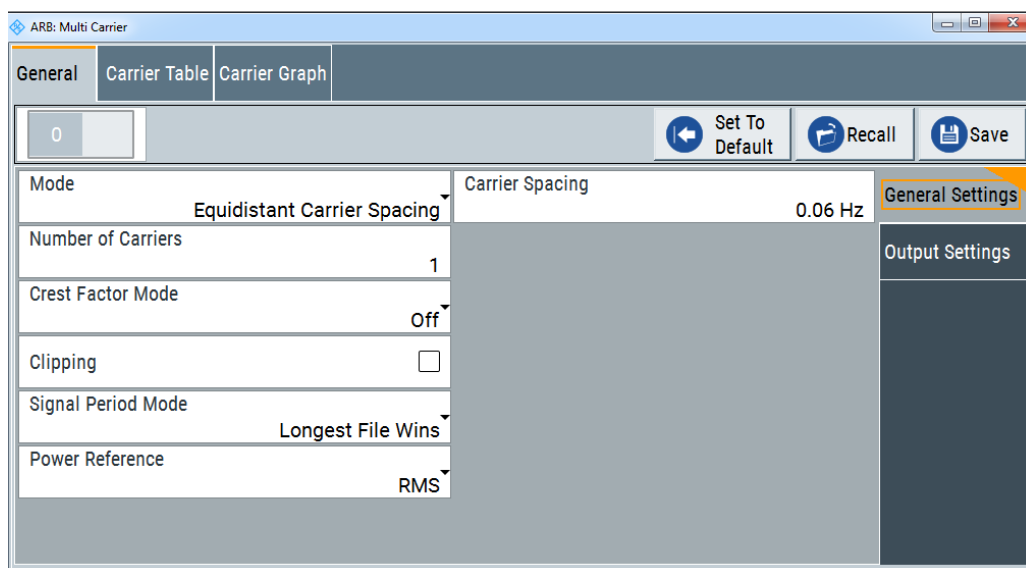 ARB: Multi Carrier
General
Carrier Table
Carrier Graph
0
Set To
Default
Recall
Save
Mode
Equidistant Carrier Spacing
Carrier Spacing
0.06 Hz
General Settings
Number of Carriers
1
Output Settings
Crest Factor Mode
Off
Clipping
Signal Period Mode
Longest File Wins
Power Reference
RMS